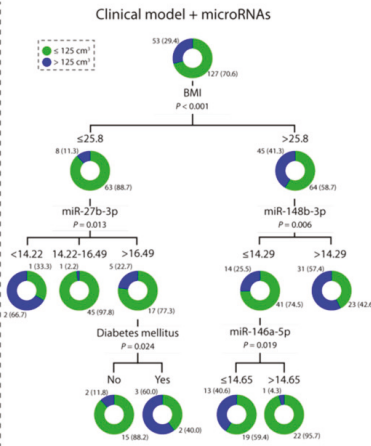 Clinical model + microRNAs
≤ 125 cm³
> 125 cm³
53 (29.4)
127 (70.6)
BMI
P < 0.001
≤25.8
>25.8
8 (11.3)
45 (41.3)
63 (88.7)
64 (58.7)
miR-27b-3p
miR-148b-3p
P = 0.013
P = 0.006
<14.22
14.22-16.49
>16.49
≤14.29
>14.29
1 (33.3)
1 (2.2)
5 (22.7)
14 (25.5)
31 (57.4)
2 (66.7)
45 (97.8)
17 (77.3)
41 (74.5)
23 (42.6
Diabetes mellitus
miR-146a-5p
P = 0.024
P = 0.019
No
Yes
≤14.65
>14.65
2 (11.8)
3 (60.0)
13 (40.6)
1 (4.3)
15 (88.2)
2 (40.0)
19 (59.4)
22 (95.7)